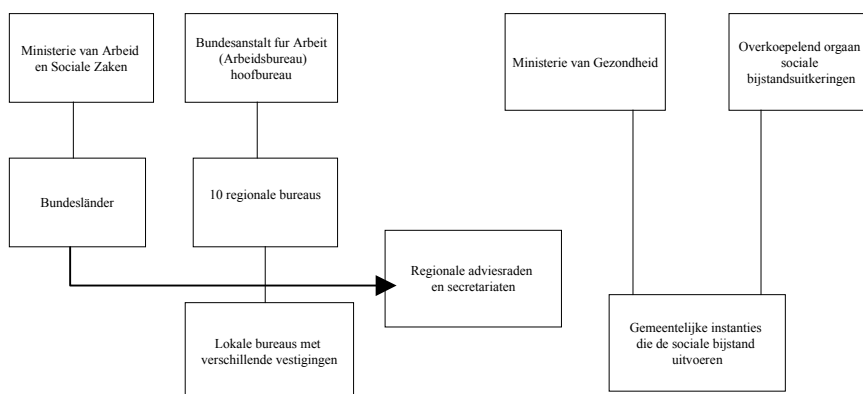 Ministerie van Arbeid
en Sociale Zaken
Bundesanstalt fur Arbeit
(Arbeidsbureau)
hoofbureau
Ministerie van Gezondheid
Overkoepelend orgaan
sociale
bijstandsuitkeringen
Bundesländer
10 regionale bureaus
Regionale adviesraden
en secretariaten
Lokale bureaus met
verschillende vestigingen
Gemeentelijke instanties
die de sociale bijstand
uitvoeren